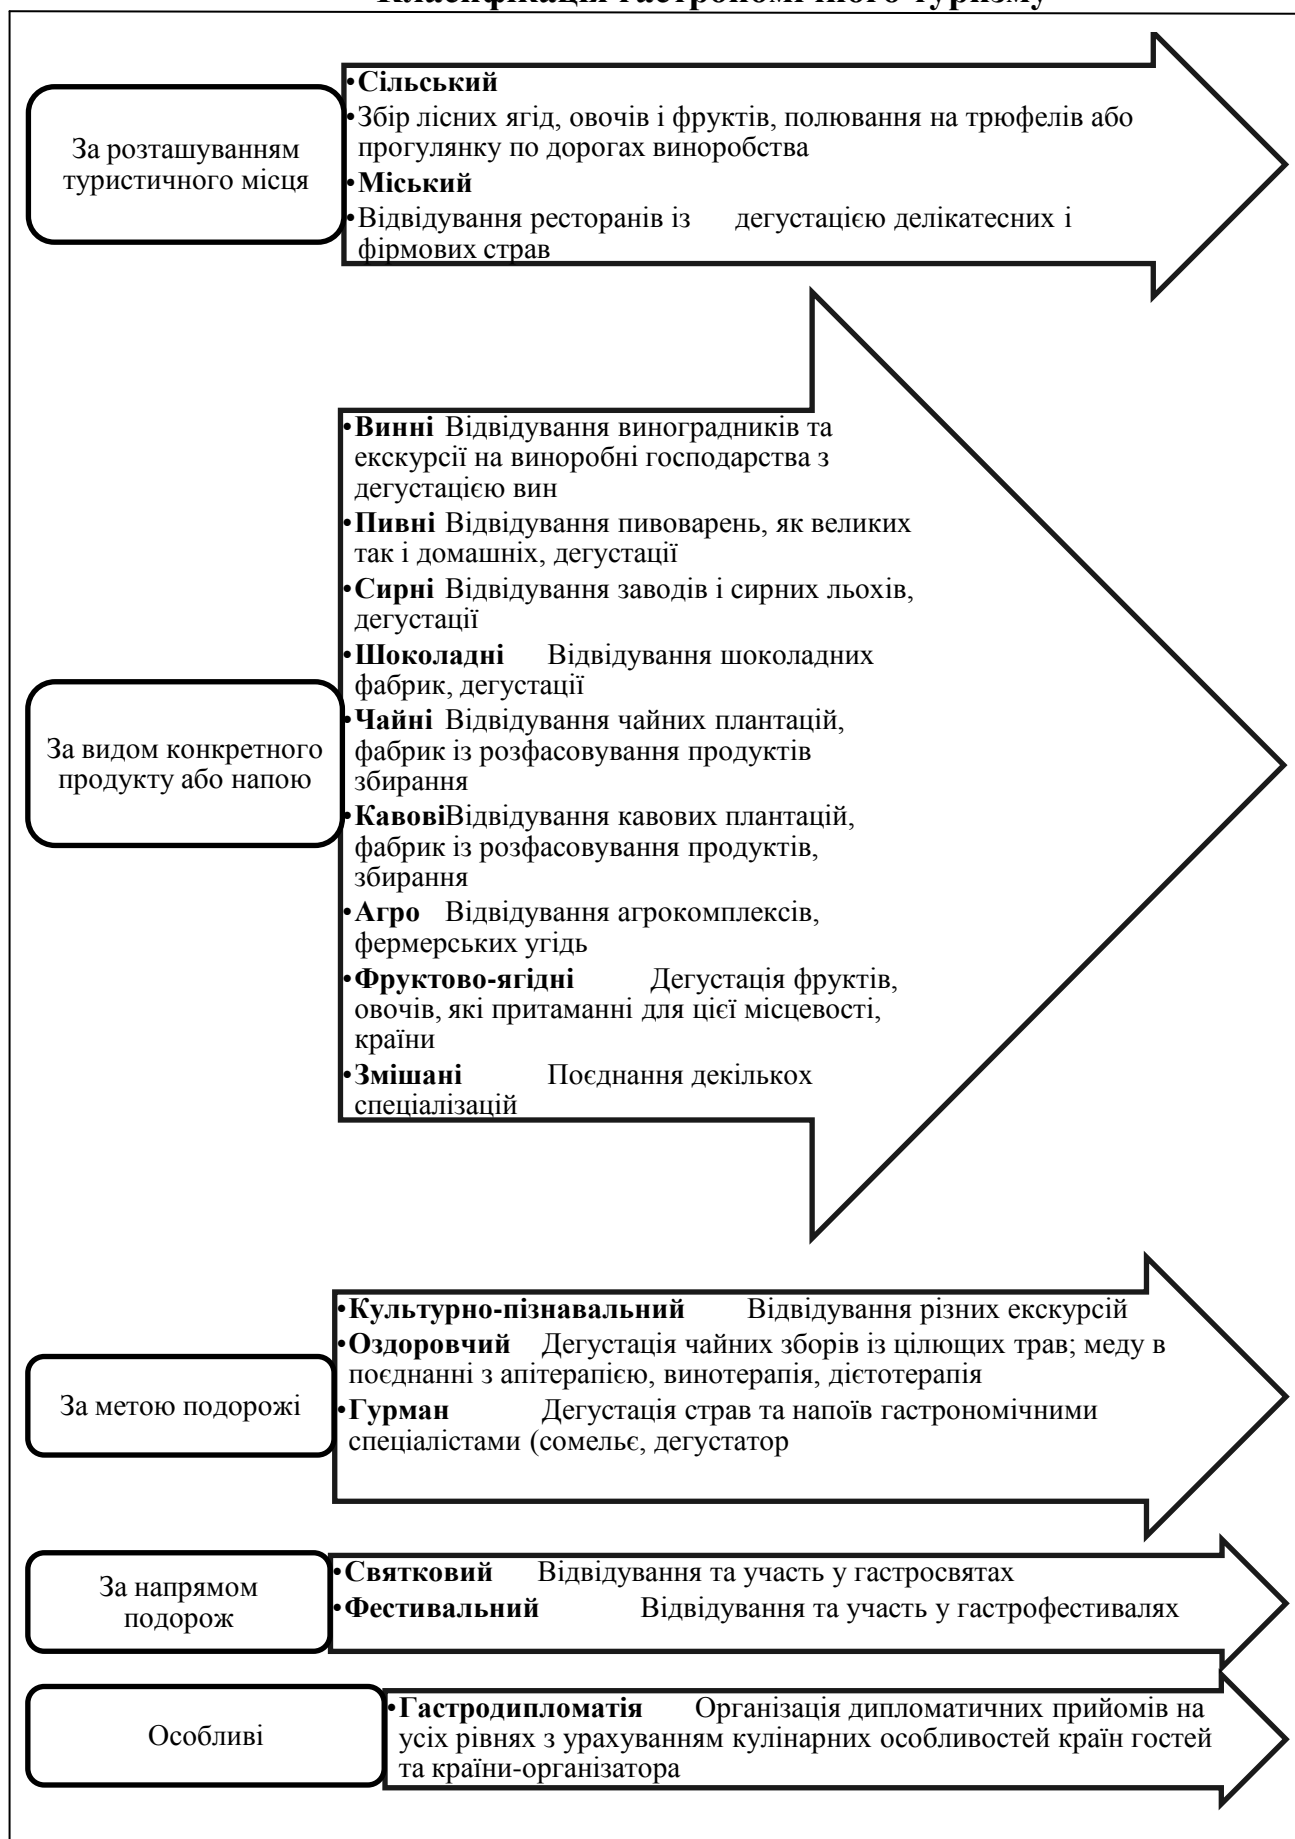 Класифікація гастрономічного туризму
За розташуванням
туристичного місця
•Сільський
•Збір лісних ягід, овочів і фруктів, полювання на трюфелів або
прогулянку по дорогах виноробства
•Міський
•Відвідування ресторанів із дегустацією делікатесних і
фірмових страв
За видом конкретного
продукту або напою
•Винні Відвідування виноградників та
екскурсії на виноробні господарства з
дегустацією вин
•Пивні Відвідування пивоварень, як великих
так і домашніх, дегустації
•Сирні Відвідування заводів і сирних льохів,
дегустації
•Шоколадні Відвідування шоколадних
фабрик, дегустації
•Чайні Відвідування чайних плантацій,
фабрик із розфасовування продуктів
збирання
•КавовіВідвідування кавових плантацій,
фабрик із розфасовування продуктів,
збирання
•Агро Відвідування агрокомплексів,
фермерських угідь
•Фруктово-ягідні Дегустація фруктів,
овочів, які притаманні для цієї місцевості,
країни
•Змішані Поєднання декількох
спеціалізацій
За метою подорожі
•Культурно-пізнавальний Відвідування різних екскурсій
•Оздоровчий Дегустація чайних зборів із цілющих трав; меду в
поєднанні з апітерапією, винотерапія, дієтотерапія
•Гурман Дегустація страв та напоїв гастрономічними
спеціалістами (сомельє, дегустатор
За напрямом
подорож
•Святковий Відвідування та участь у гастросвятах
•Фестивальний Відвідування та участь у гастрофестивалях
Особливі
•Гастродипломатія Організація дипломатичних прийомів на
усіх рівнях з урахуванням кулінарних особливостей країн гостей
та країни-організатора